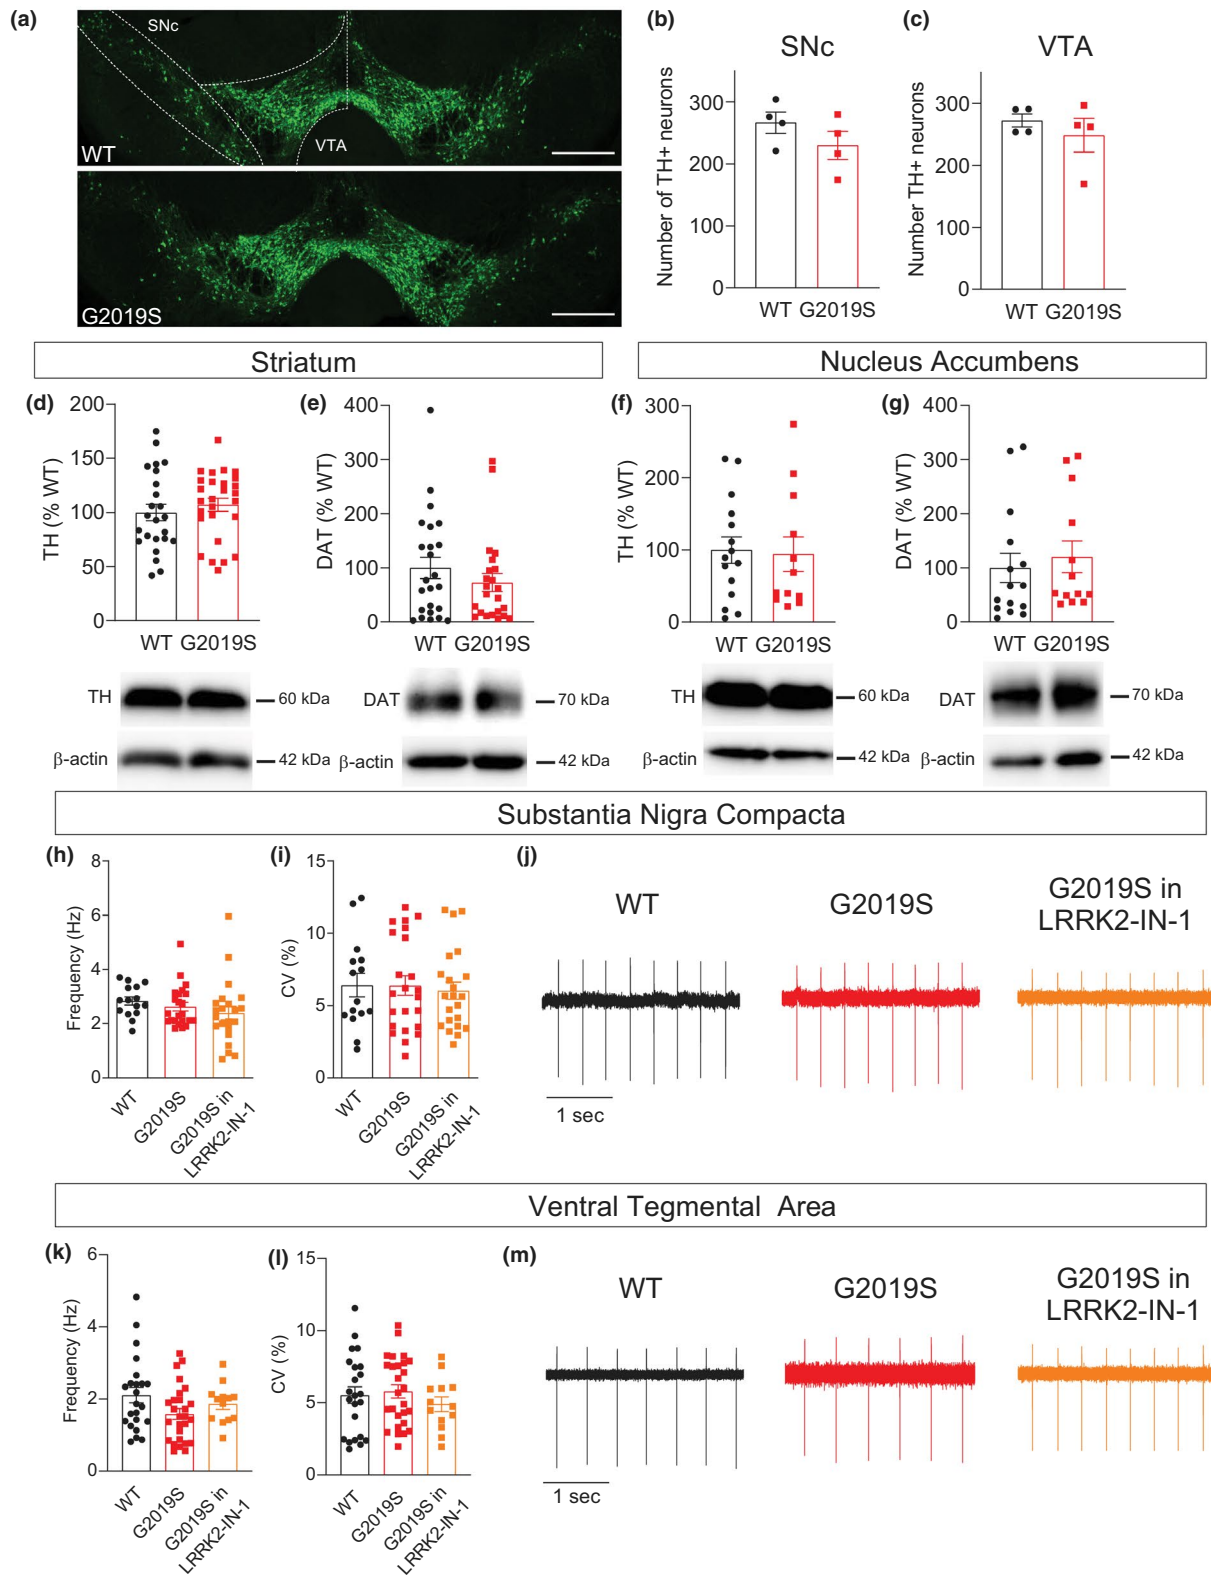 (a)
SNc
VTA
WT
G2019S
(b)
SNc
Number of TH+ neurons
300
200
100
0
WT G2019S
(c)
VTA
Number TH+ neurons
300
200
100
0
WT G2019S
Striatum
Nucleus Accumbens
(d)
TH (% WT)
200
150
100
50
0
WT G2019S
TH
60 kDa
β-actin
42 kDa
(e)
DAT (% WT)
400
300
200
100
0
WT G2019S
DAT
70 kDa
β-actin
42 kDa
(f)
TH (% WT)
300
200
100
0
WT G2019S
TH
60 kDa
β-actin
42 kDa
(g)
DAT (% WT)
400
300
200
100
0
WT G2019S
DAT
70 kDa
β-actin
42 kDa
Substantia Nigra Compacta
(h)
Frequency (Hz)
8
6
4
2
0
WT
G2019S
G2019S in
LRRK2-IN-1
(i)
CV (%)
15
10
5
0
WT
G2019S
G2019S in
LRRK2-IN-1
(j)
WT
G2019S
G2019S in
LRRK2-IN-1
1 sec
Ventral Tegmental Area
(k)
Frequency (Hz)
6
4
2
0
WT
G2019S
G2019S in
LRRK2-IN-1
(l)
CV (%)
15
10
5
0
WT
G2019S
G2019S in
LRRK2-IN-1
(m)
WT
G2019S
G2019S in
LRRK2-IN-1
1 sec